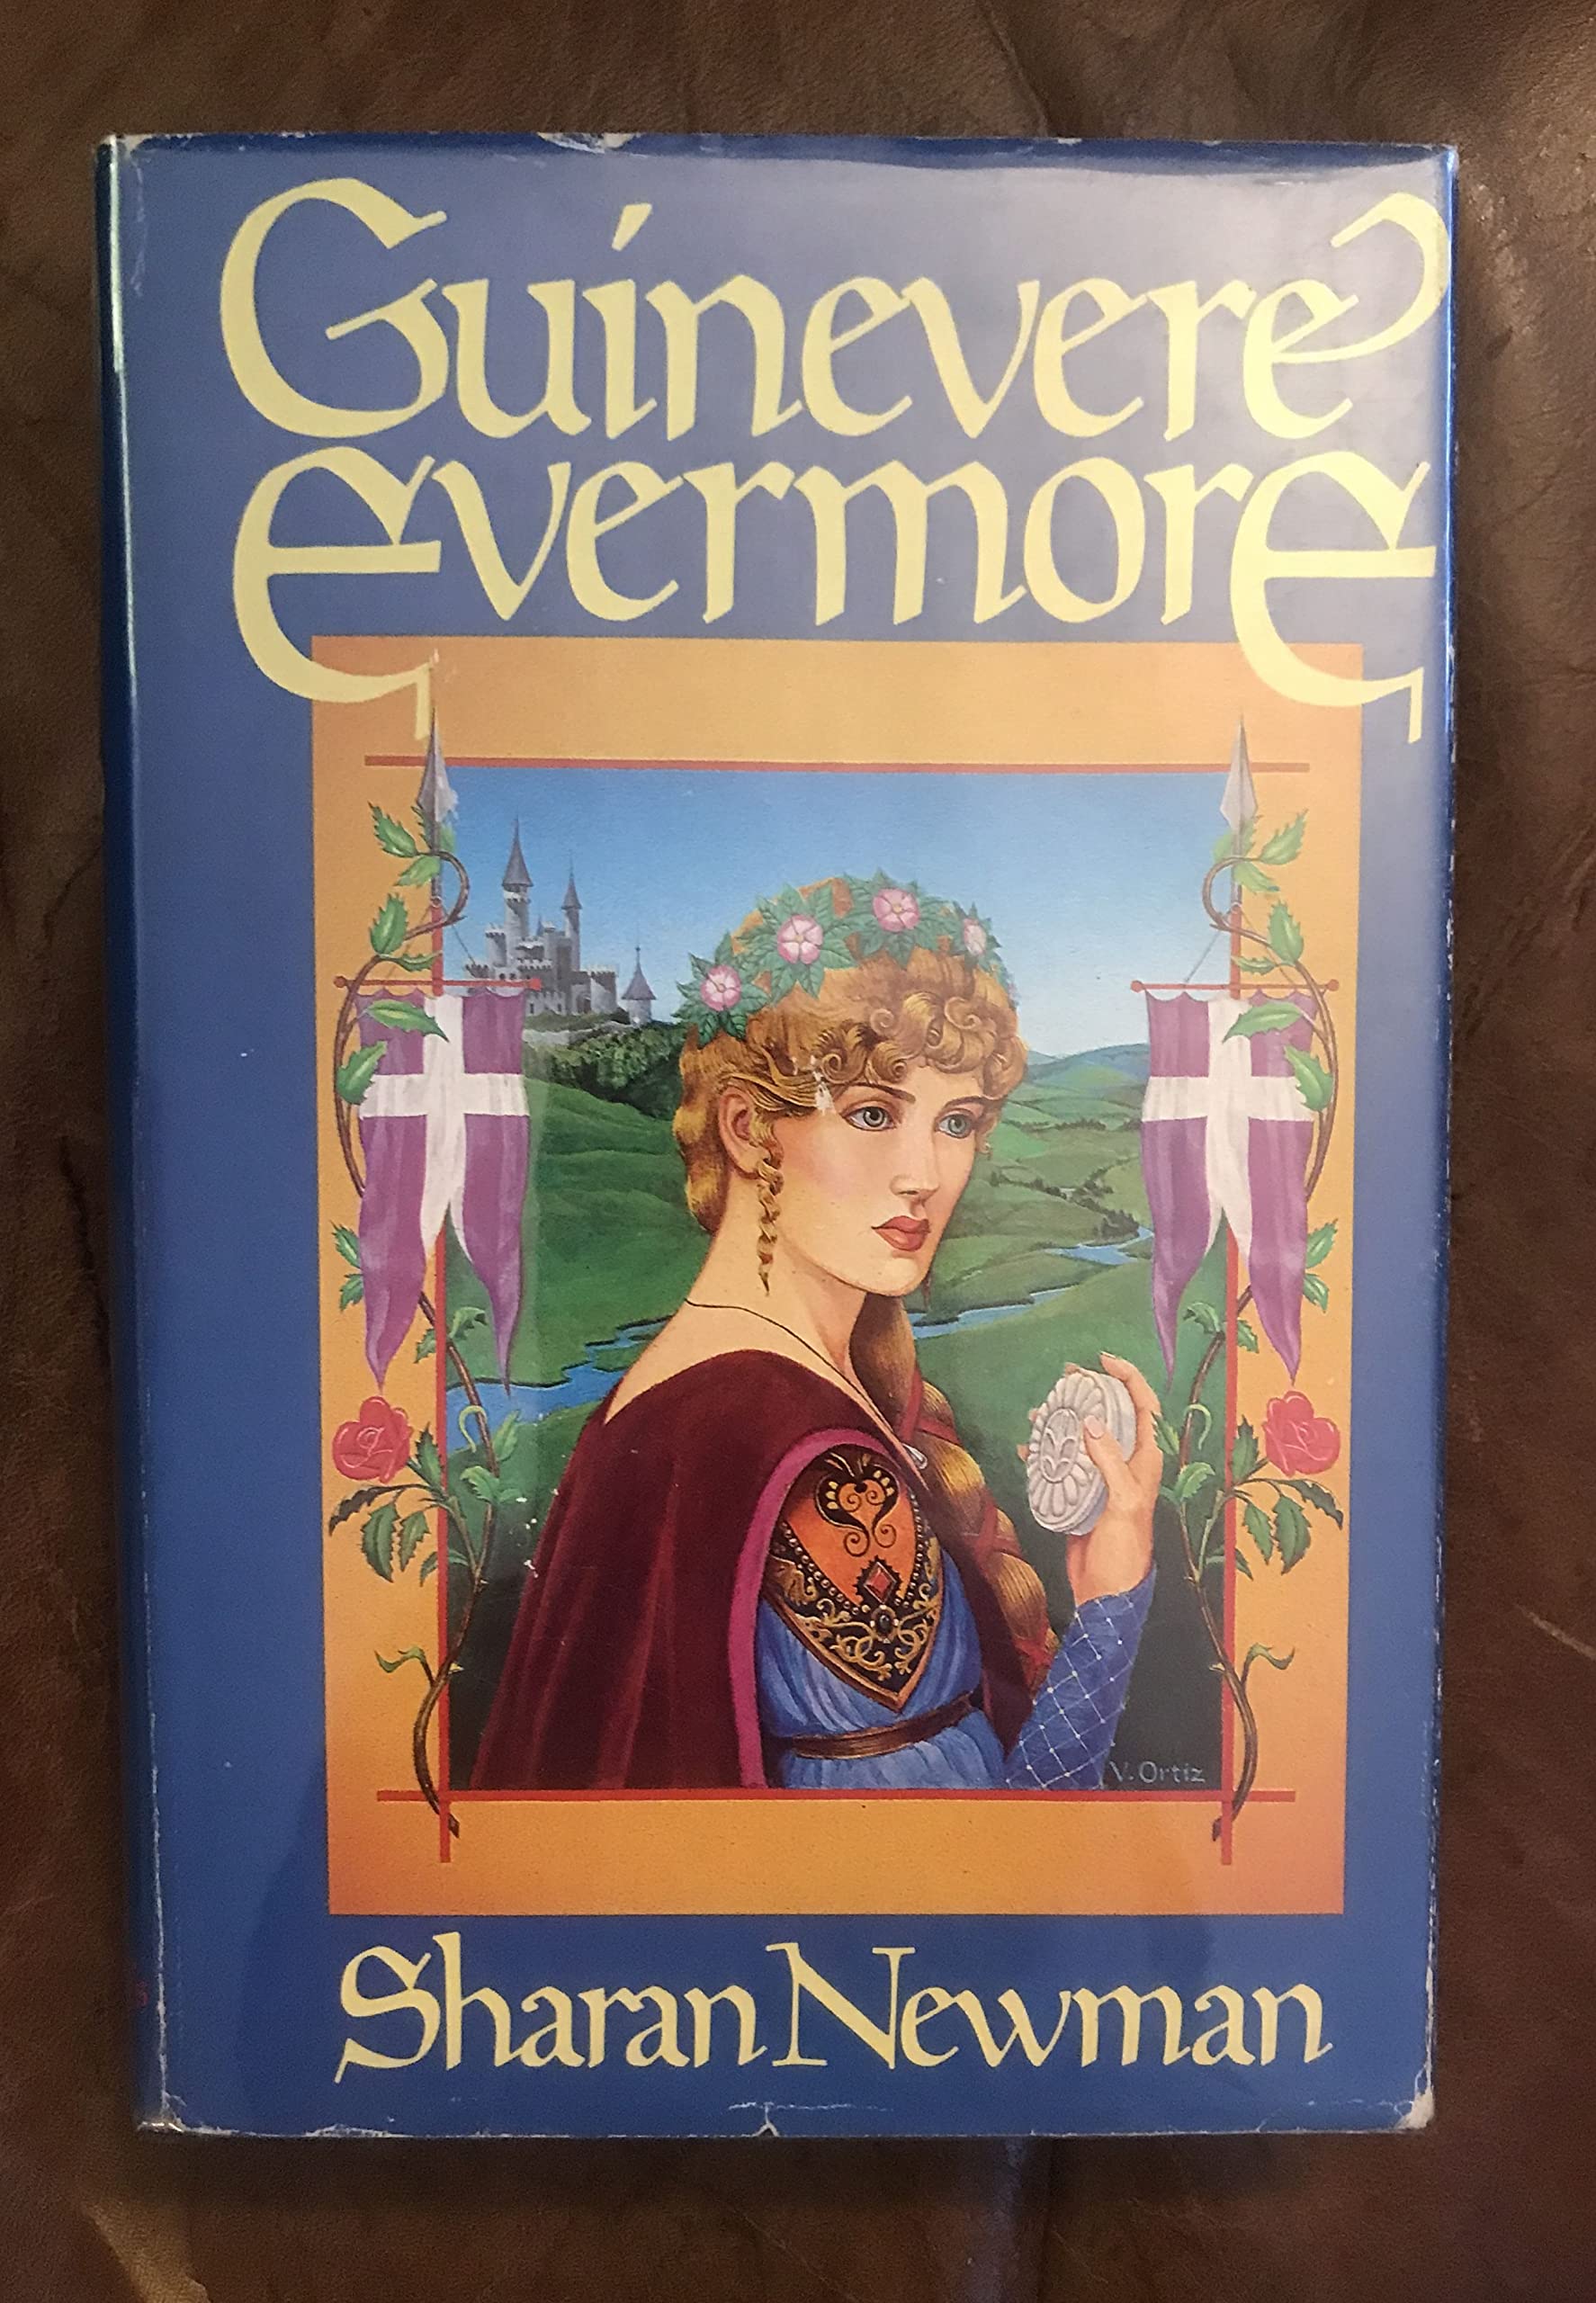 Guinevere
Evermore
V. Ortiz
Sharan Newman